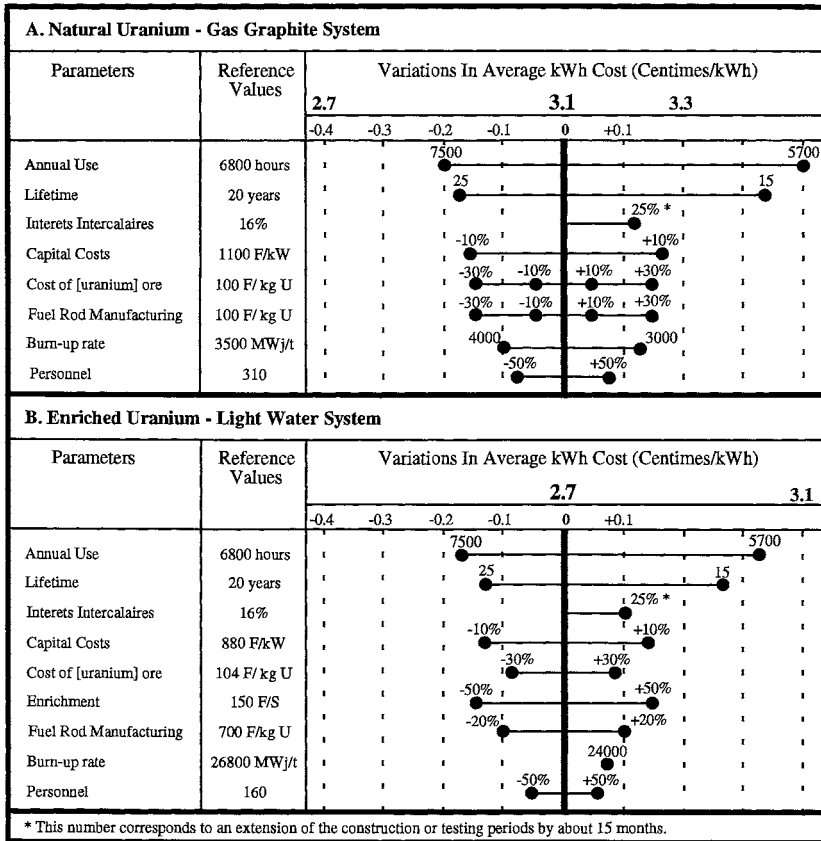 A. Natural Uranium - Gas Graphite System
Parameters
Reference Values
Variations In Average kWh Cost (Centimes/kWh)
2.7 3.1 3.3
-0.4 -0.3 -0.2 -0.1 0 +0.1
Annual Use 6800 hours 7500 5700
Lifetime 20 years 25 15
Interets Intercalaires 16% 25% *
Capital Costs 1100 F/kW -10% +10%
Cost of [uranium] ore 100 F/ kg U -30% -10% +10% +30%
Fuel Rod Manufacturing 100 F/ kg U -30% -10% +10% +30%
Burn-up rate 3500 MWj/t 4000 3000
Personnel 310 -50% +50%
B. Enriched Uranium - Light Water System
Parameters
Reference Values
Variations In Average kWh Cost (Centimes/kWh)
2.7 3.1
-0.4 -0.3 -0.2 -0.1 0 +0.1
Annual Use 6800 hours 7500 5700
Lifetime 20 years 25 15
Interets Intercalaires 16% 25% *
Capital Costs 880 F/kW -10% +10%
Cost of [uranium] ore 104 F/ kg U -30% +30%
Enrichment 150 F/S -50% +50%
Fuel Rod Manufacturing 700 F/kg U -20% +20%
Burn-up rate 26800 MWj/t 24000
Personnel 160 -50% +50%
* This number corresponds to an extension of the construction or testing periods by about 15 months.